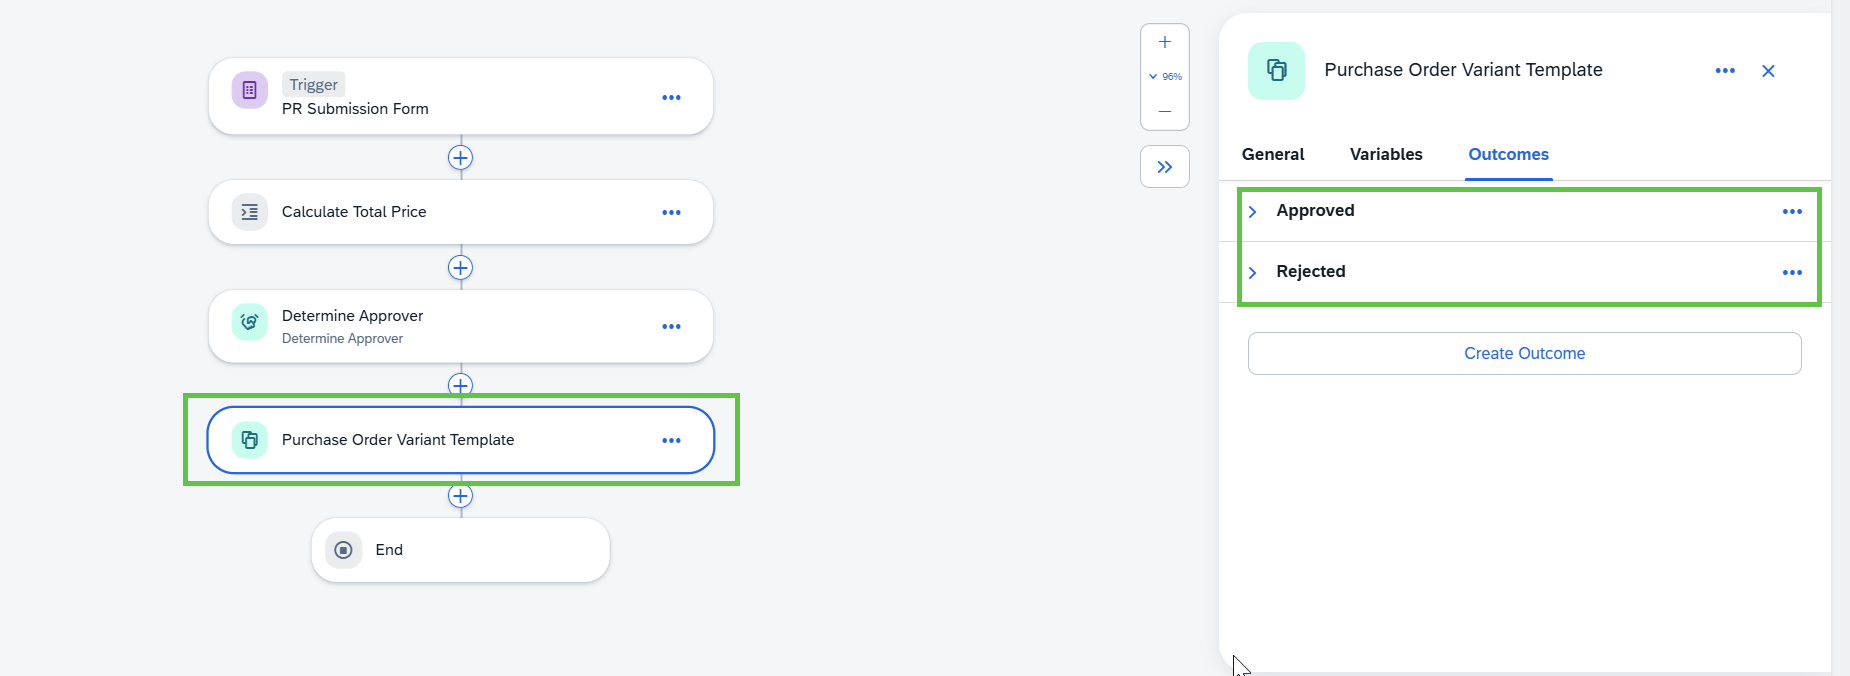 Trigger
PR Submission Form
Calculate Total Price
Determine Approver
Determine Approver
Purchase Order Variant Template
End
96%
Purchase Order Variant Template
General Variables Outcomes
Approved
Rejected
Create Outcome